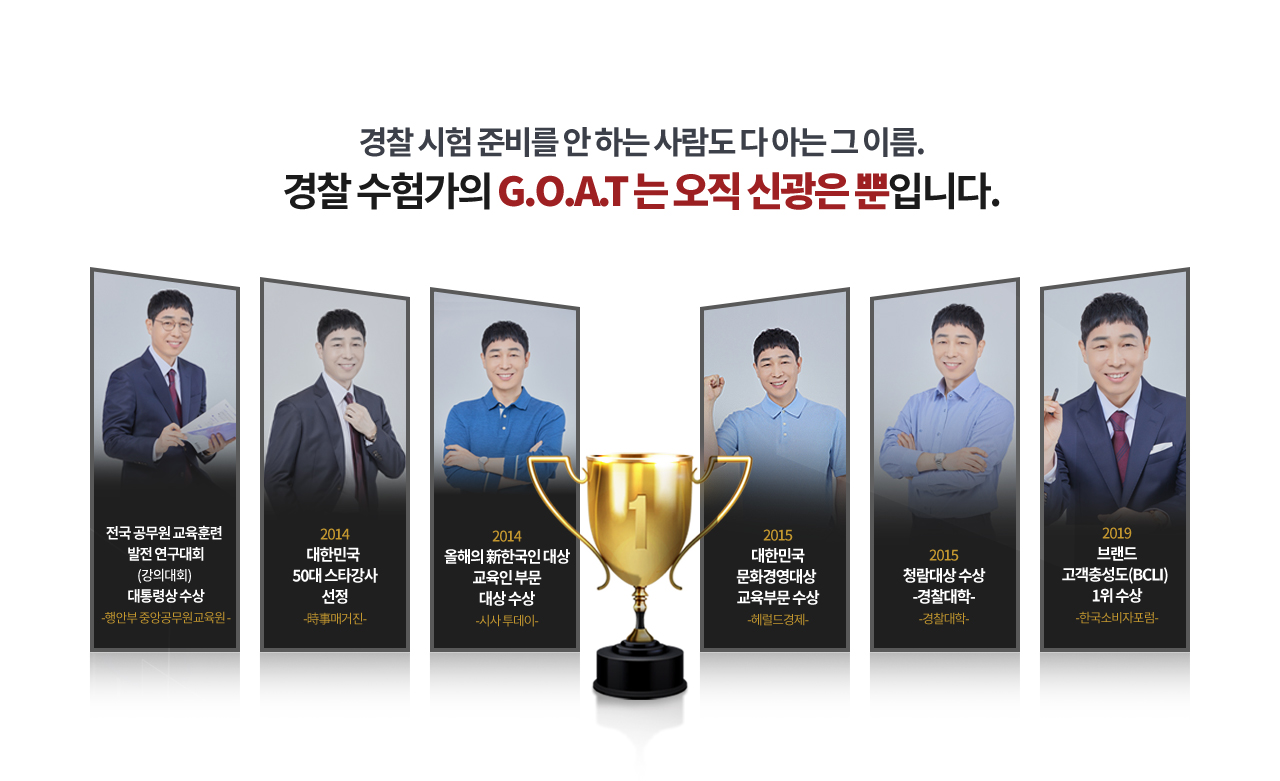 경찰 시험 준비를 안 하는 사람도 다 아는 그 이름.
경찰 수험가의 G.O.A.T 는 오직 신광은 뿐입니다.
전국 공무원 교육훈련
발전 연구대회
(강의대회)
대통령상 수상
-행안부 중앙공무원교육원-
2014
대한민국
50대 스타강사
선정
-時事매거진-
2014
올해의 新한국인 대상
교육인 부문
대상 수상
-시사 투데이-
1
2015
대한민국
문화경영대상
교육부문 수상
-헤럴드경제-
2015
청람대상 수상
-경찰대학-
-경찰대학-
2019
브랜드
고객충성도(BCLI)
1위 수상
-한국소비자포럼-